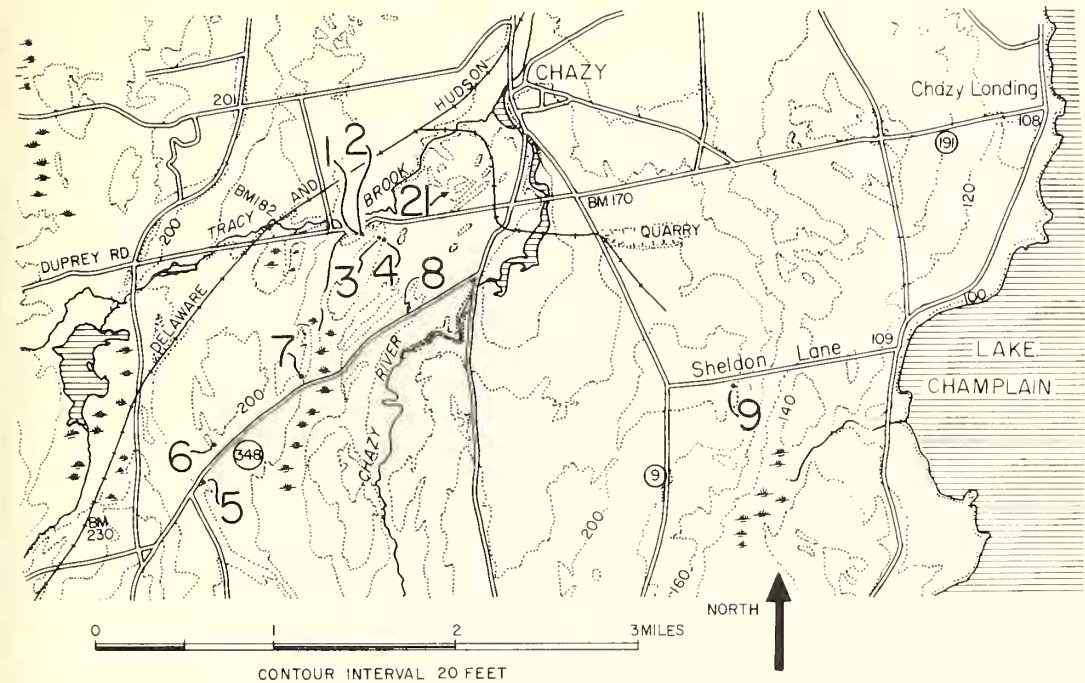 CHAZY
HUDSON
Chazy Landing
201
108
191
1
2
BROOK
21
120
BM182
TRACY
AND
BM 170
QUARRY
200
DUPREY RD
3
4
8
100
DELAWARE
7
RIVER
109
LAKE
Sheldon Lane
CHAMPLAIN
200
140
9
6
348
CHAZY
9
5
BM
230
200
160
NORTH
0
1
2
3 MILES
CONTOUR INTERVAL 20 FEET